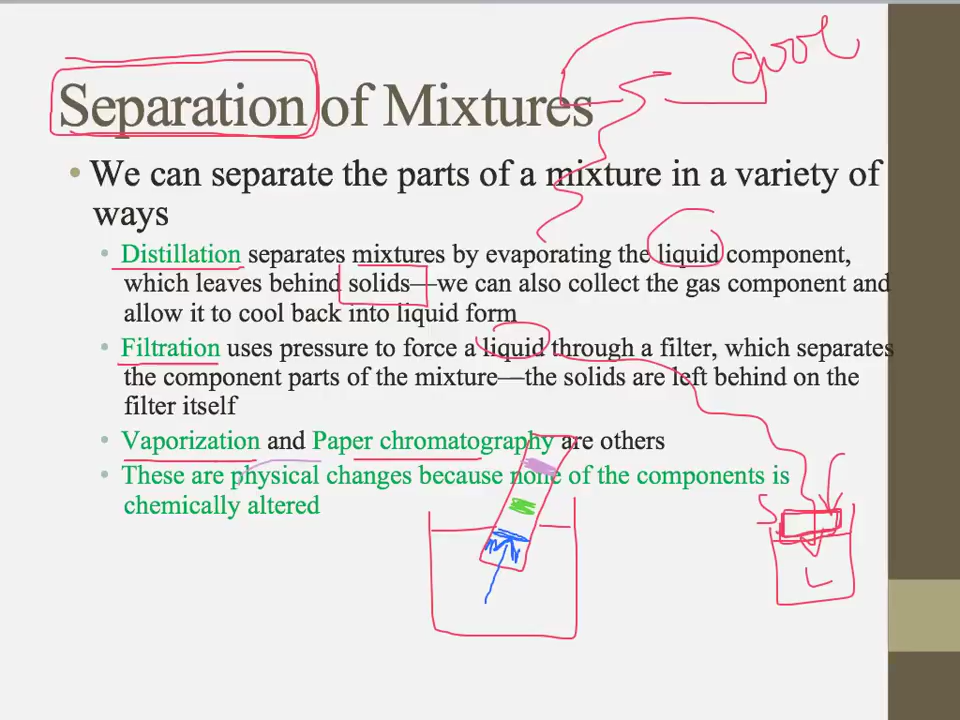 cool
Separation of Mixtures
• We can separate the parts of a mixture in a variety of
ways
• Distillation separates mixtures by evaporating the liquid component,
which leaves behind solids—we can also collect the gas component and
allow it to cool back into liquid form
• Filtration uses pressure to force a liquid through a filter, which separates
the component parts of the mixture—the solids are left behind on the
filter itself
• Vaporization and Paper chromatography are others
• These are physical changes because none of the components is
chemically altered
S
L